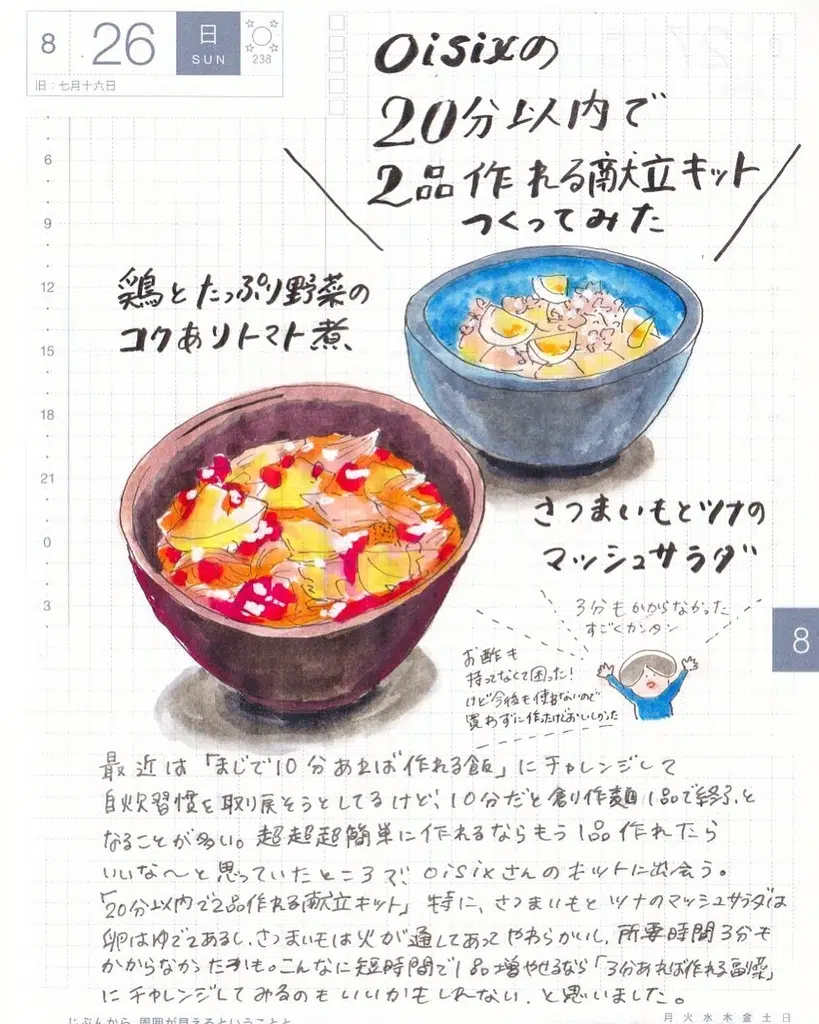 8 26 日
SUN
238
旧：七月十六日
Oisixの
20分以内で
2品作れる献立キット
つくってみた
6
9
12
15
18
21
0
3
鶏とたっぷり野菜の
コクありトマト煮、
さつまいもとツナの
マッシュサラダ
3分もかからなかった
すごくカンタン
お酢も
持ってなくて困った!
けど今後も使わないので
買わずに作ったけどおいしかった
8
最近は「まじで10分あれば作れる飯」にチャレンジして
自炊習慣を取り戻そうとしてるけど、10分だと創作麺1品で終了、と
なることが多い。超超超簡単に作れるならもう1品作れたら
いいな〜と思っていたところで、oisixさんのキットに出会う。
「20分以内で2品作れる献立キット」特に、さつまいもとツナのマッシュサラダは
卵はゆでてあるし、さつまいもは火が通してあってやわらかいし、所要時間3分も
かからなかったかも。こんなに短時間で1品増やせるなら「3分あれば作れる副菜」
にチャレンジしてみるのもいいかもしれない、と思いました。
月 火 水 木 金 土 日